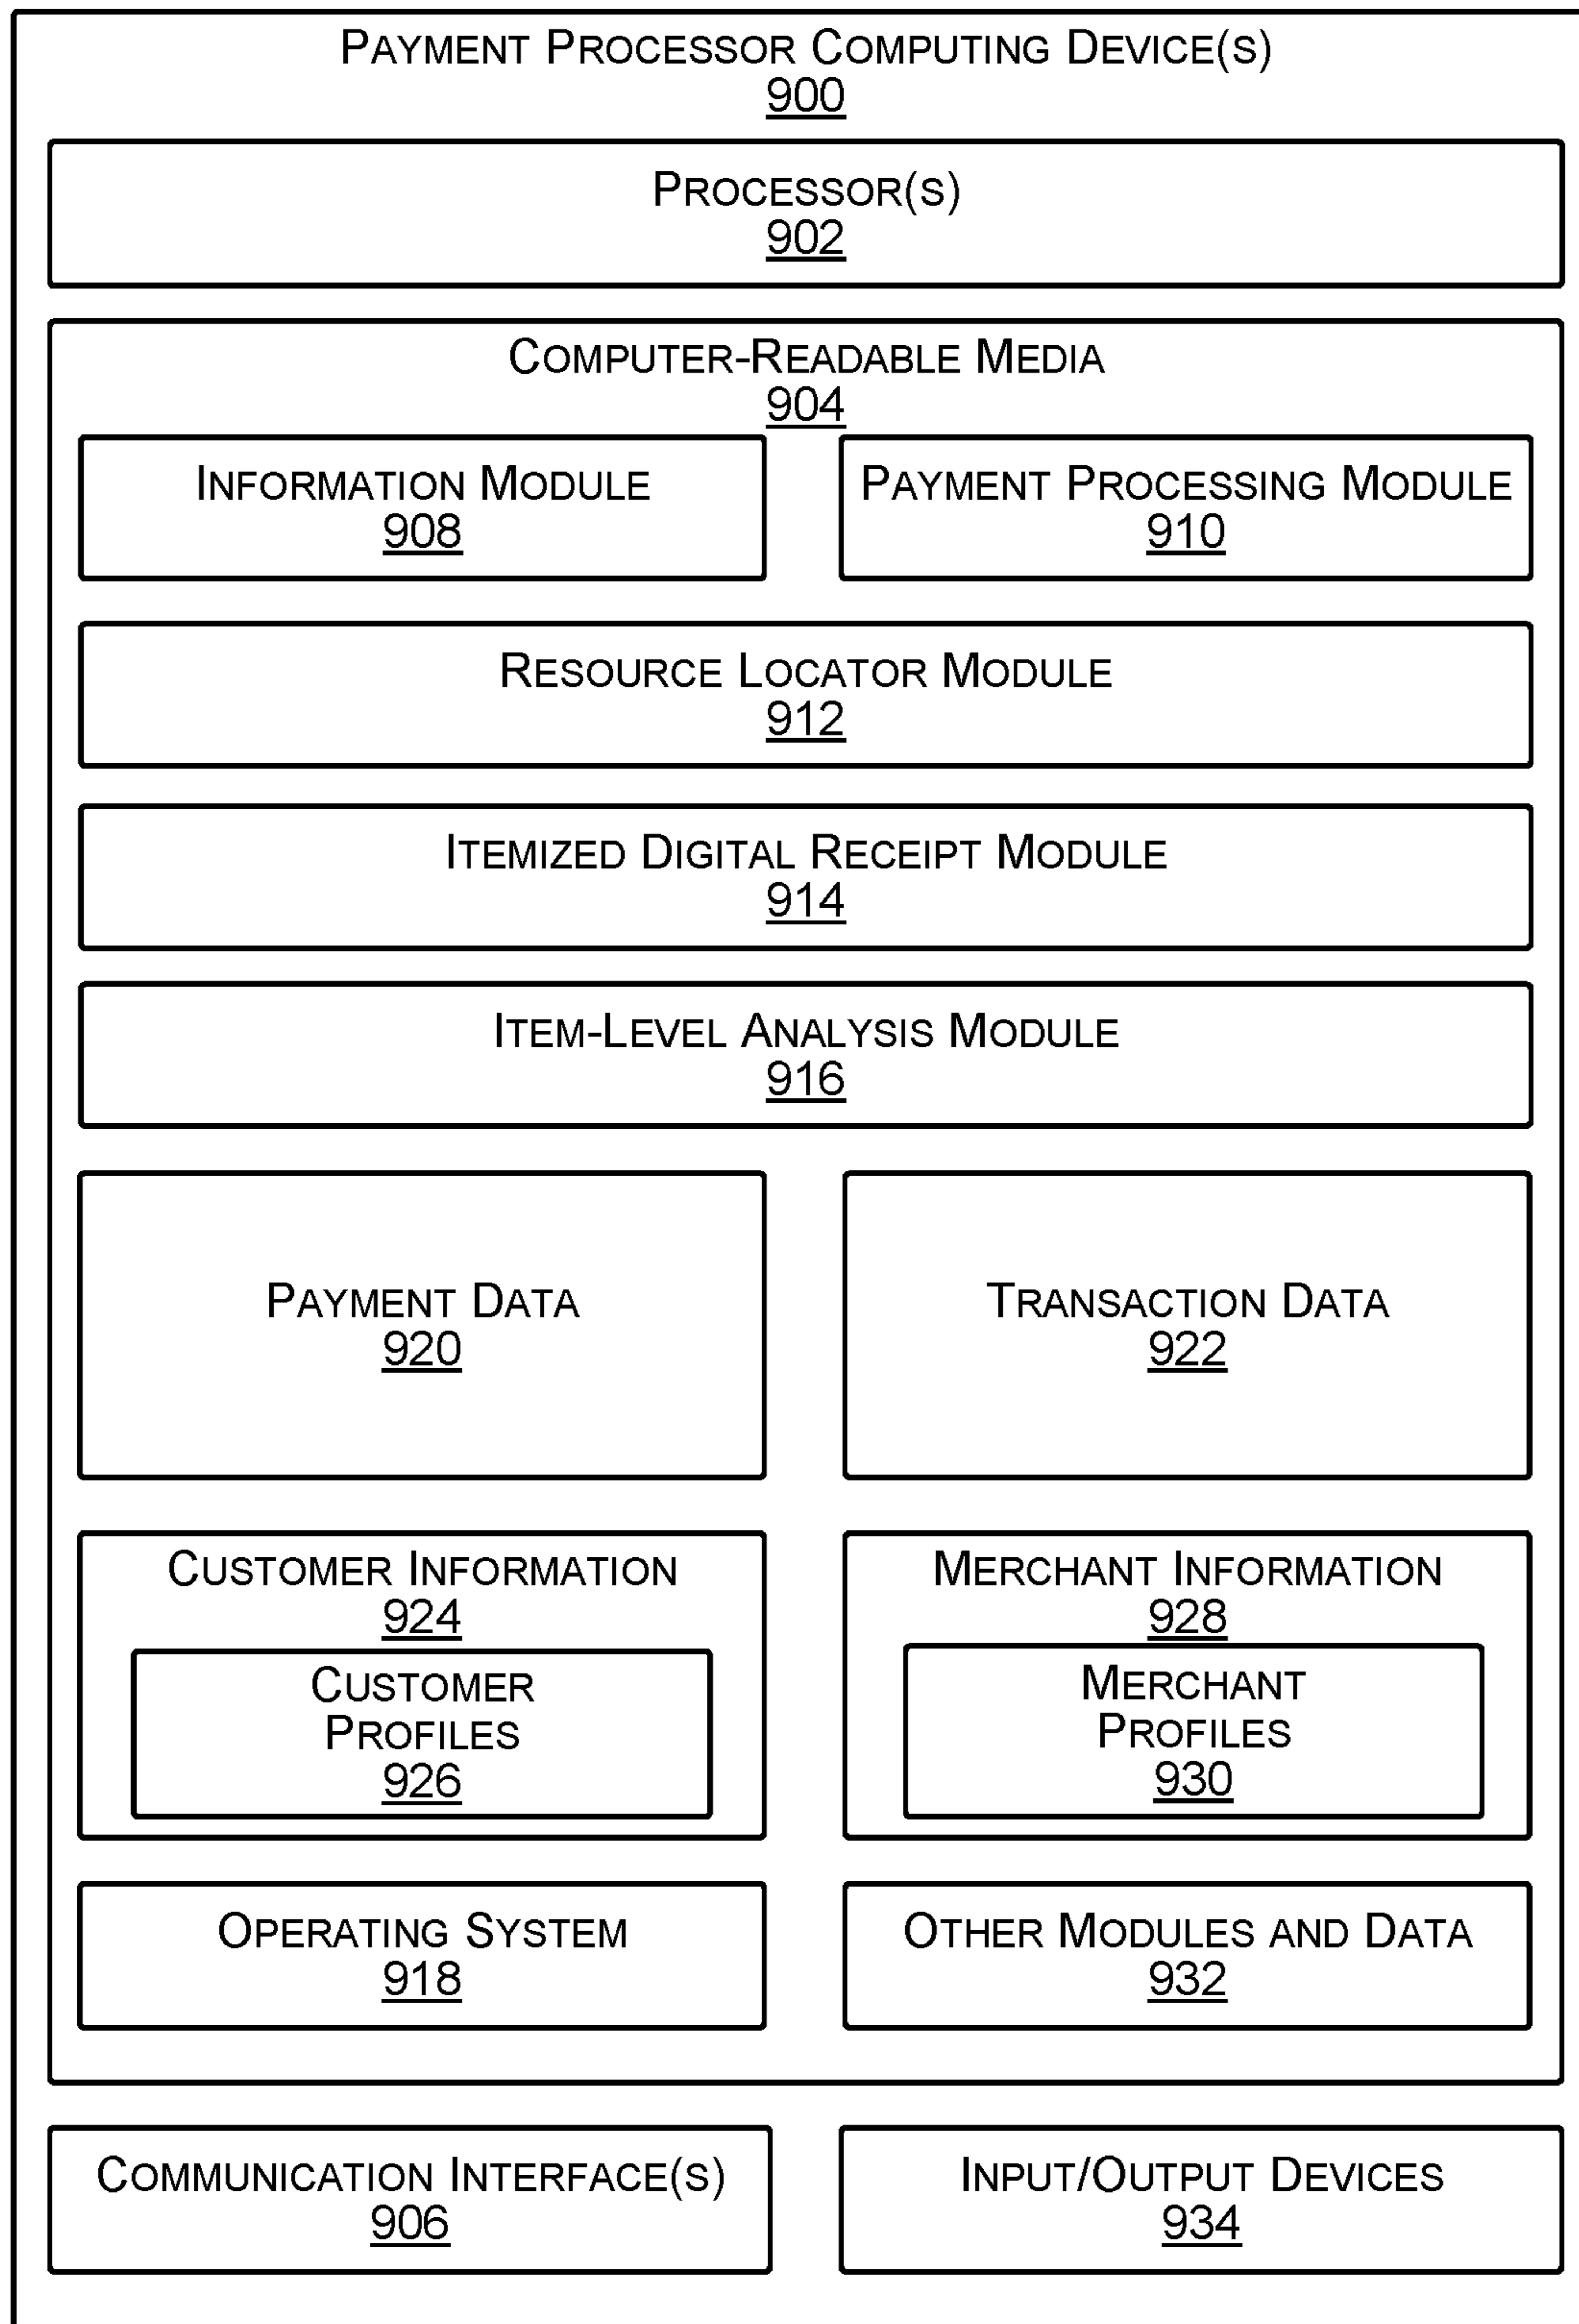 PAYMENT PROCESSOR COMPUTING DEVICE(S)
900
PROCESSOR(S)
902
COMPUTER-READABLE MEDIA
904
INFORMATION MODULE
908
PAYMENT PROCESSING MODULE
910
RESOURCE LOCATOR MODULE
912
ITEMIZED DIGITAL RECEIPT MODULE
914
ITEM-LEVEL ANALYSIS MODULE
916
PAYMENT DATA
920
TRANSACTION DATA
922
CUSTOMER INFORMATION
924
CUSTOMER
PROFILES
926
MERCHANT INFORMATION
928
MERCHANT
PROFILES
930
OPERATING SYSTEM
918
OTHER MODULES AND DATA
932
COMMUNICATION INTERFACE(S)
906
INPUT/OUTPUT DEVICES
934